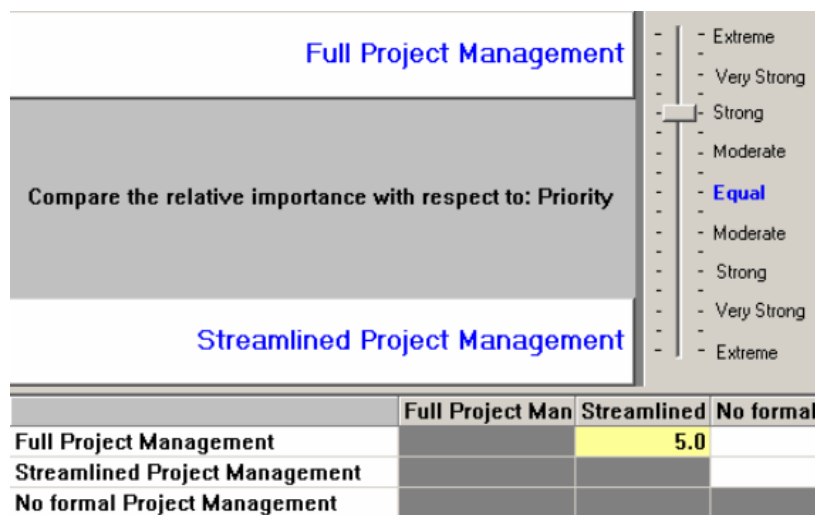 Full Project Management
Compare the relative importance with respect to: Priority
Streamlined Project Management
Extreme
Very Strong
Strong
Moderate
Equal
Moderate
Strong
Very Strong
Extreme
Full Project Man Streamlined No formal
Full Project Management 5.0
Streamlined Project Management
No formal Project Management